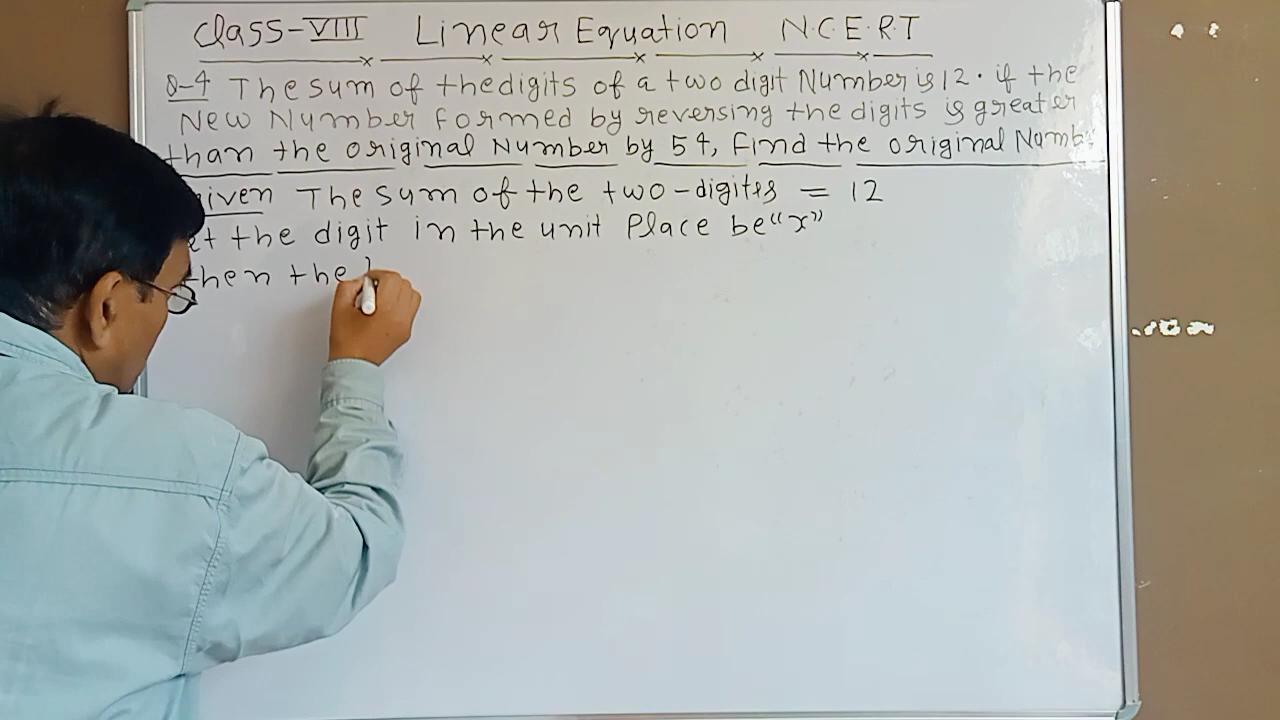 Class-VIII Linear Equation N.C.E.R.T
Q-4 The sum of the digits of a two digit Number is 12. if the
New Number formed by reversing the digits is greater
than the original Number by 54, Find the original Numb
given The sum of the two-digites = 12
et the digit in the unit Place be "x"
then the